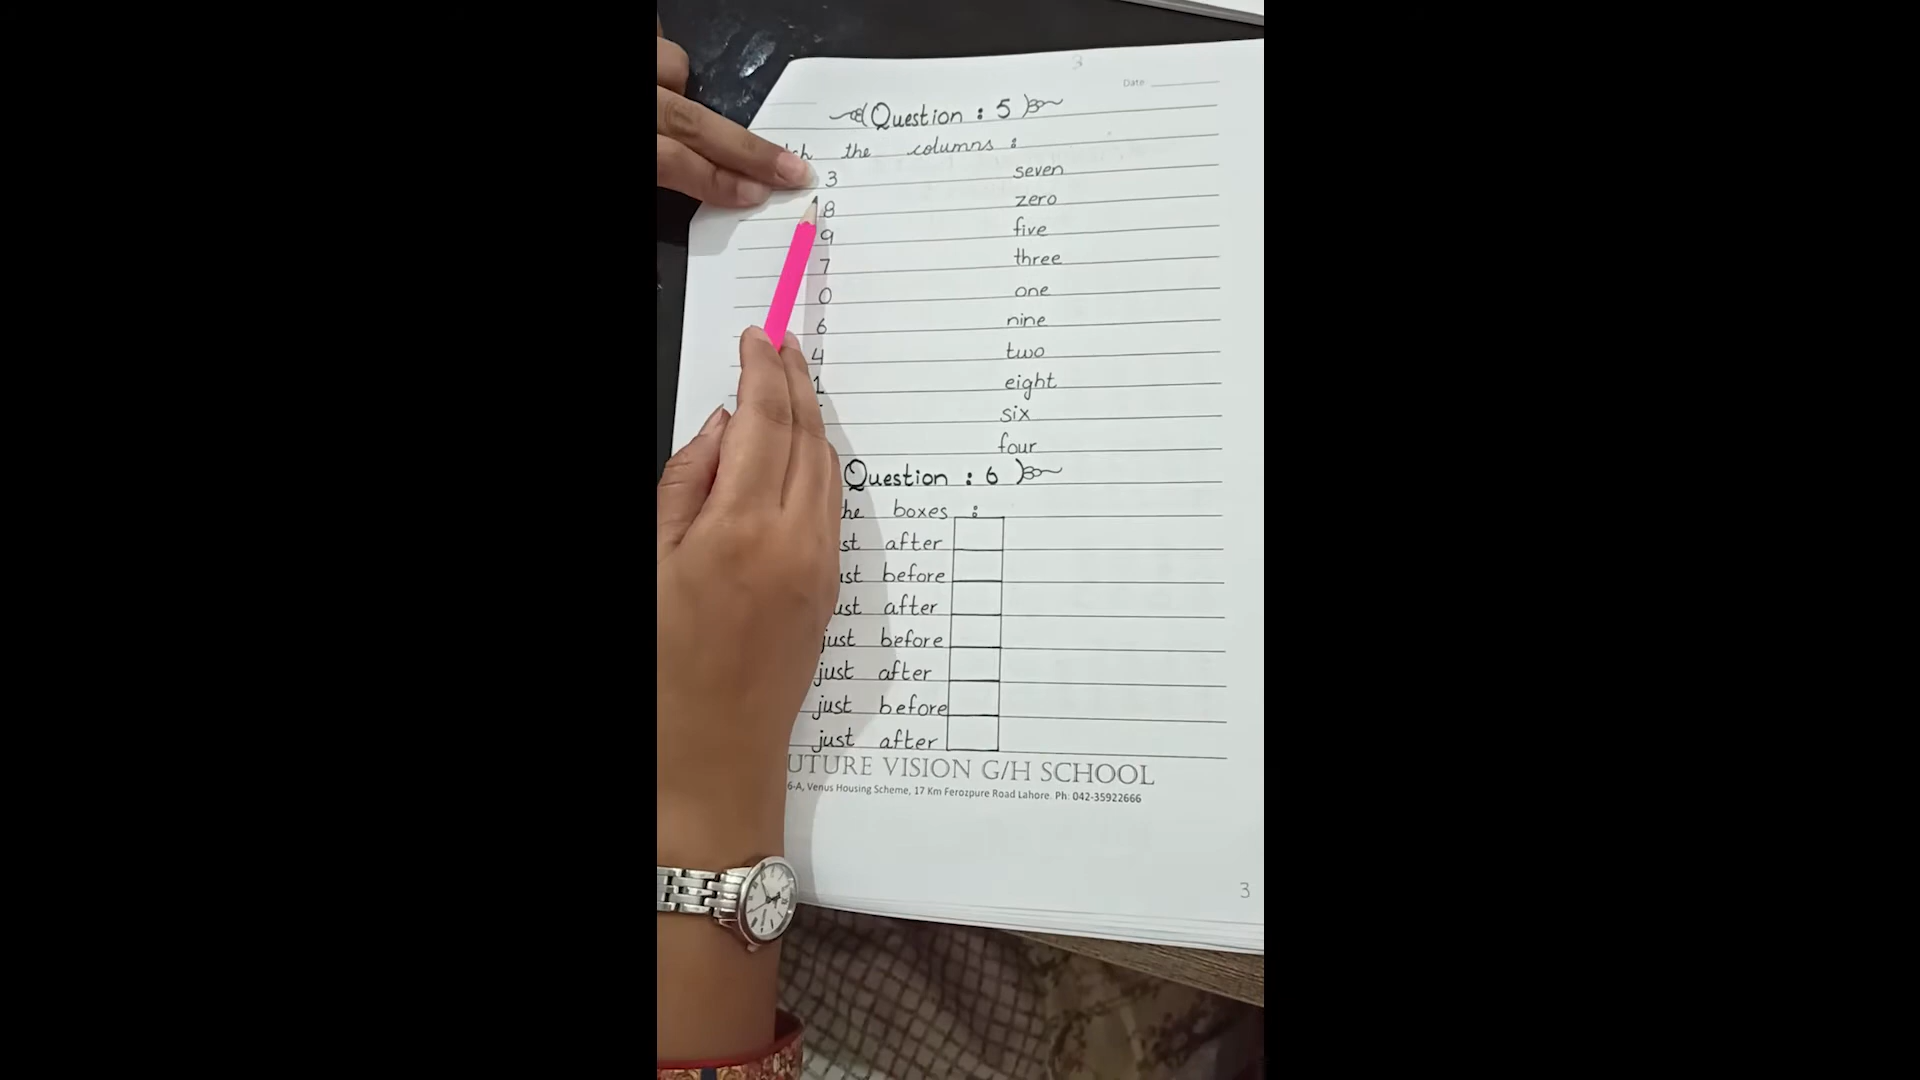 3
Date
Question : 5
the columns :
3 seven
8 zero
9 five
7 three
0 one
6 nine
4 two
1 eight
six
four
Question : 6
boxes :
after
before
after
just before
just after
just before
just after
VISION G/H SCHOOL
6-A, Venus Housing Scheme, 17 Km Ferozpure Road Lahore. Ph: 042-35922666
3